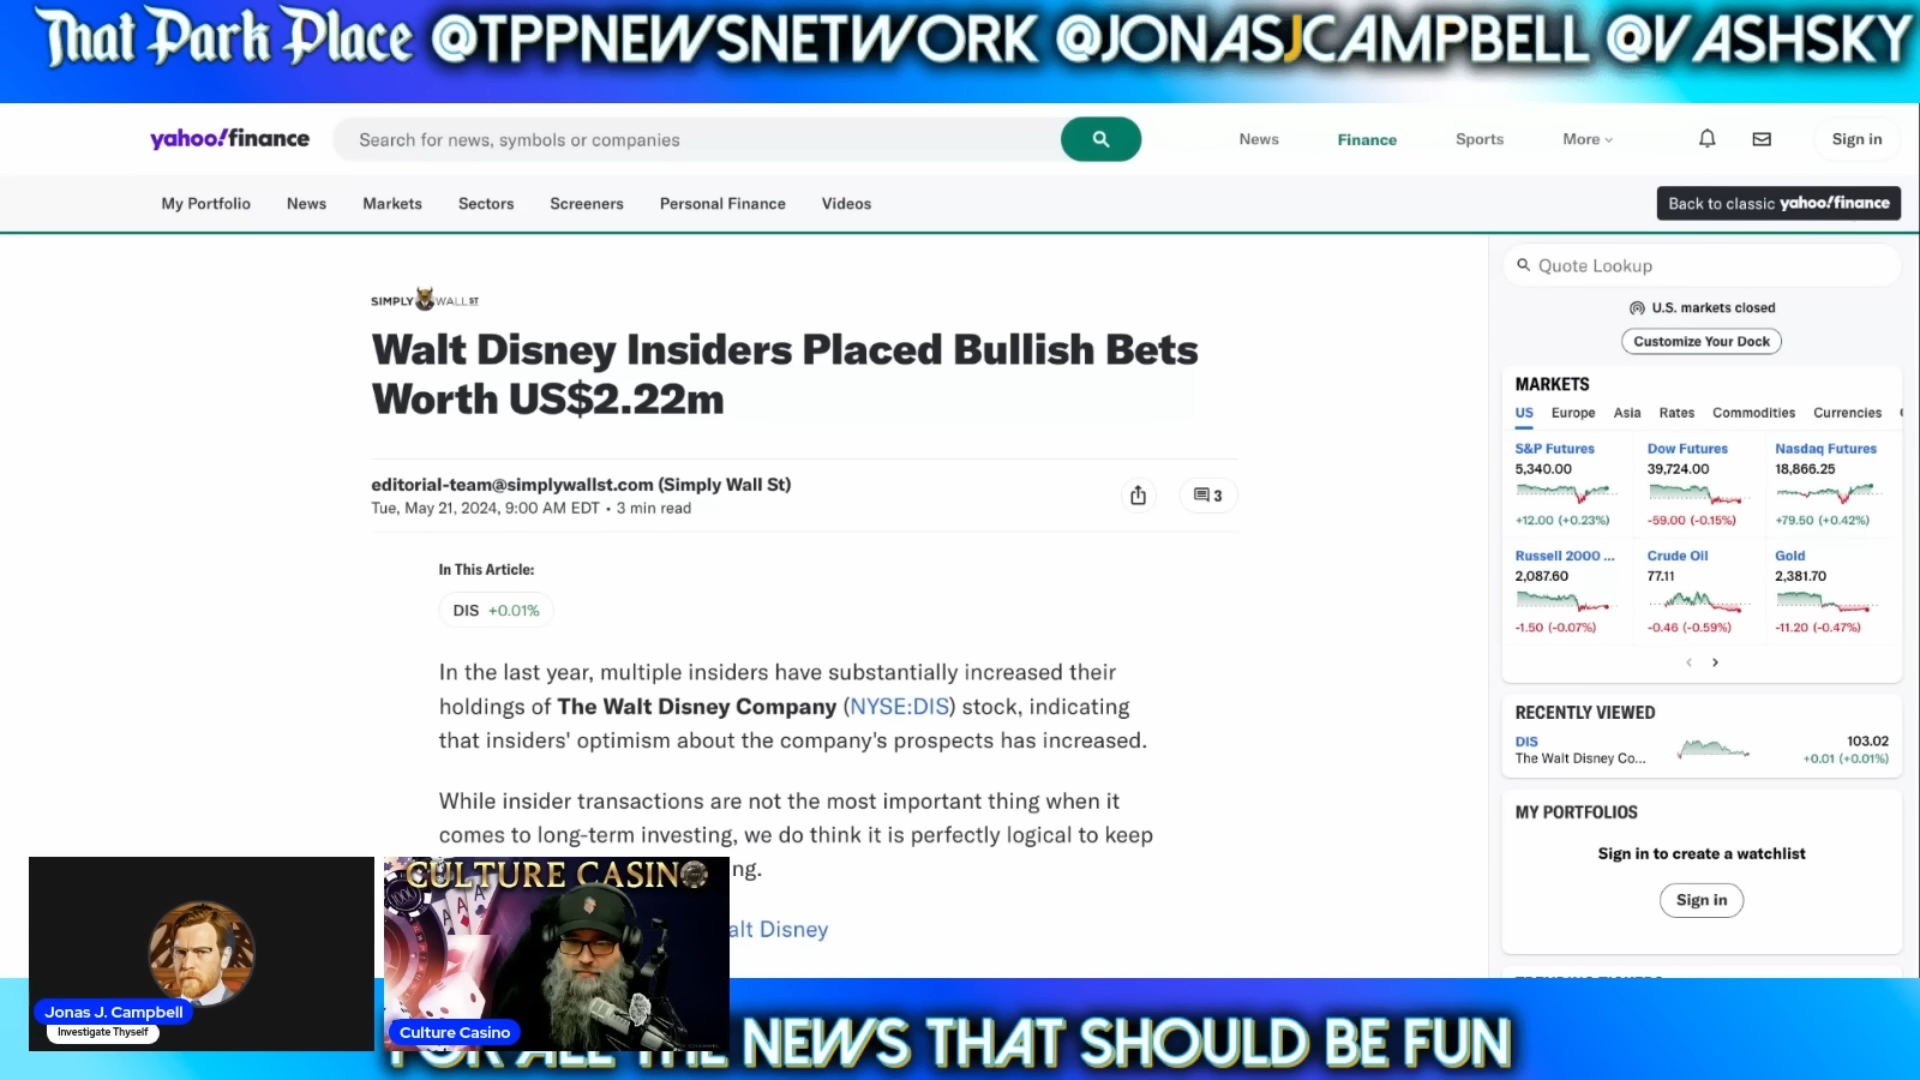 That Park Place @TPPNEWSNETWORK @JONASJCAMPBELL @VASHSKY
yahoo!finance
Search for news, symbols or companies
News
Finance
Sports
More
Sign in
My Portfolio
News
Markets
Sectors
Screeners
Personal Finance
Videos
Back to classic yahoo!finance
SIMPLY WALL ST
Walt Disney Insiders Placed Bullish Bets
Worth US$2.22m
editorial-team@simplywallst.com (Simply Wall St)
Tue, May 21, 2024, 9:00 AM EDT • 3 min read
3
In This Article:
DIS +0.01%
In the last year, multiple insiders have substantially increased their
holdings of The Walt Disney Company (NYSE:DIS) stock, indicating
that insiders' optimism about the company's prospects has increased.
While insider transactions are not the most important thing when it
comes to long-term investing, we do think it is perfectly logical to keep
ng.
alt Disney
Quote Lookup
U.S. markets closed
Customize Your Dock
MARKETS
US Europe Asia Rates Commodities Currencies
S&P Futures
5,340.00
+12.00 (+0.23%)
Dow Futures
39,724.00
-59.00 (-0.15%)
Nasdaq Futures
18,866.25
+79.50 (+0.42%)
Russell 2000 ...
2,087.60
-1.50 (-0.07%)
Crude Oil
77.11
-0.46 (-0.59%)
Gold
2,381.70
-11.20 (-0.47%)
RECENTLY VIEWED
DIS
The Walt Disney Co...
103.02
+0.01 (+0.01%)
MY PORTFOLIOS
Sign in to create a watchlist
Sign in
CULTURE CASINO
Jonas J. Campbell
Investigate Thyself
Culture Casino
FOR ALL THE NEWS THAT SHOULD BE FUN